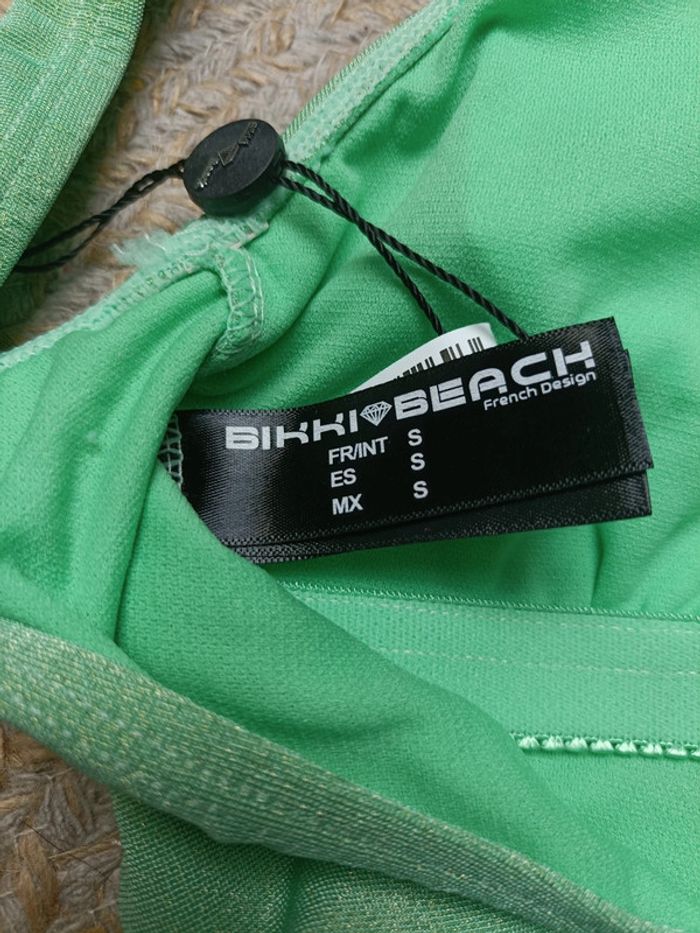 BIKKI BEACH
French Design
FR/INT S
ES S
MX S